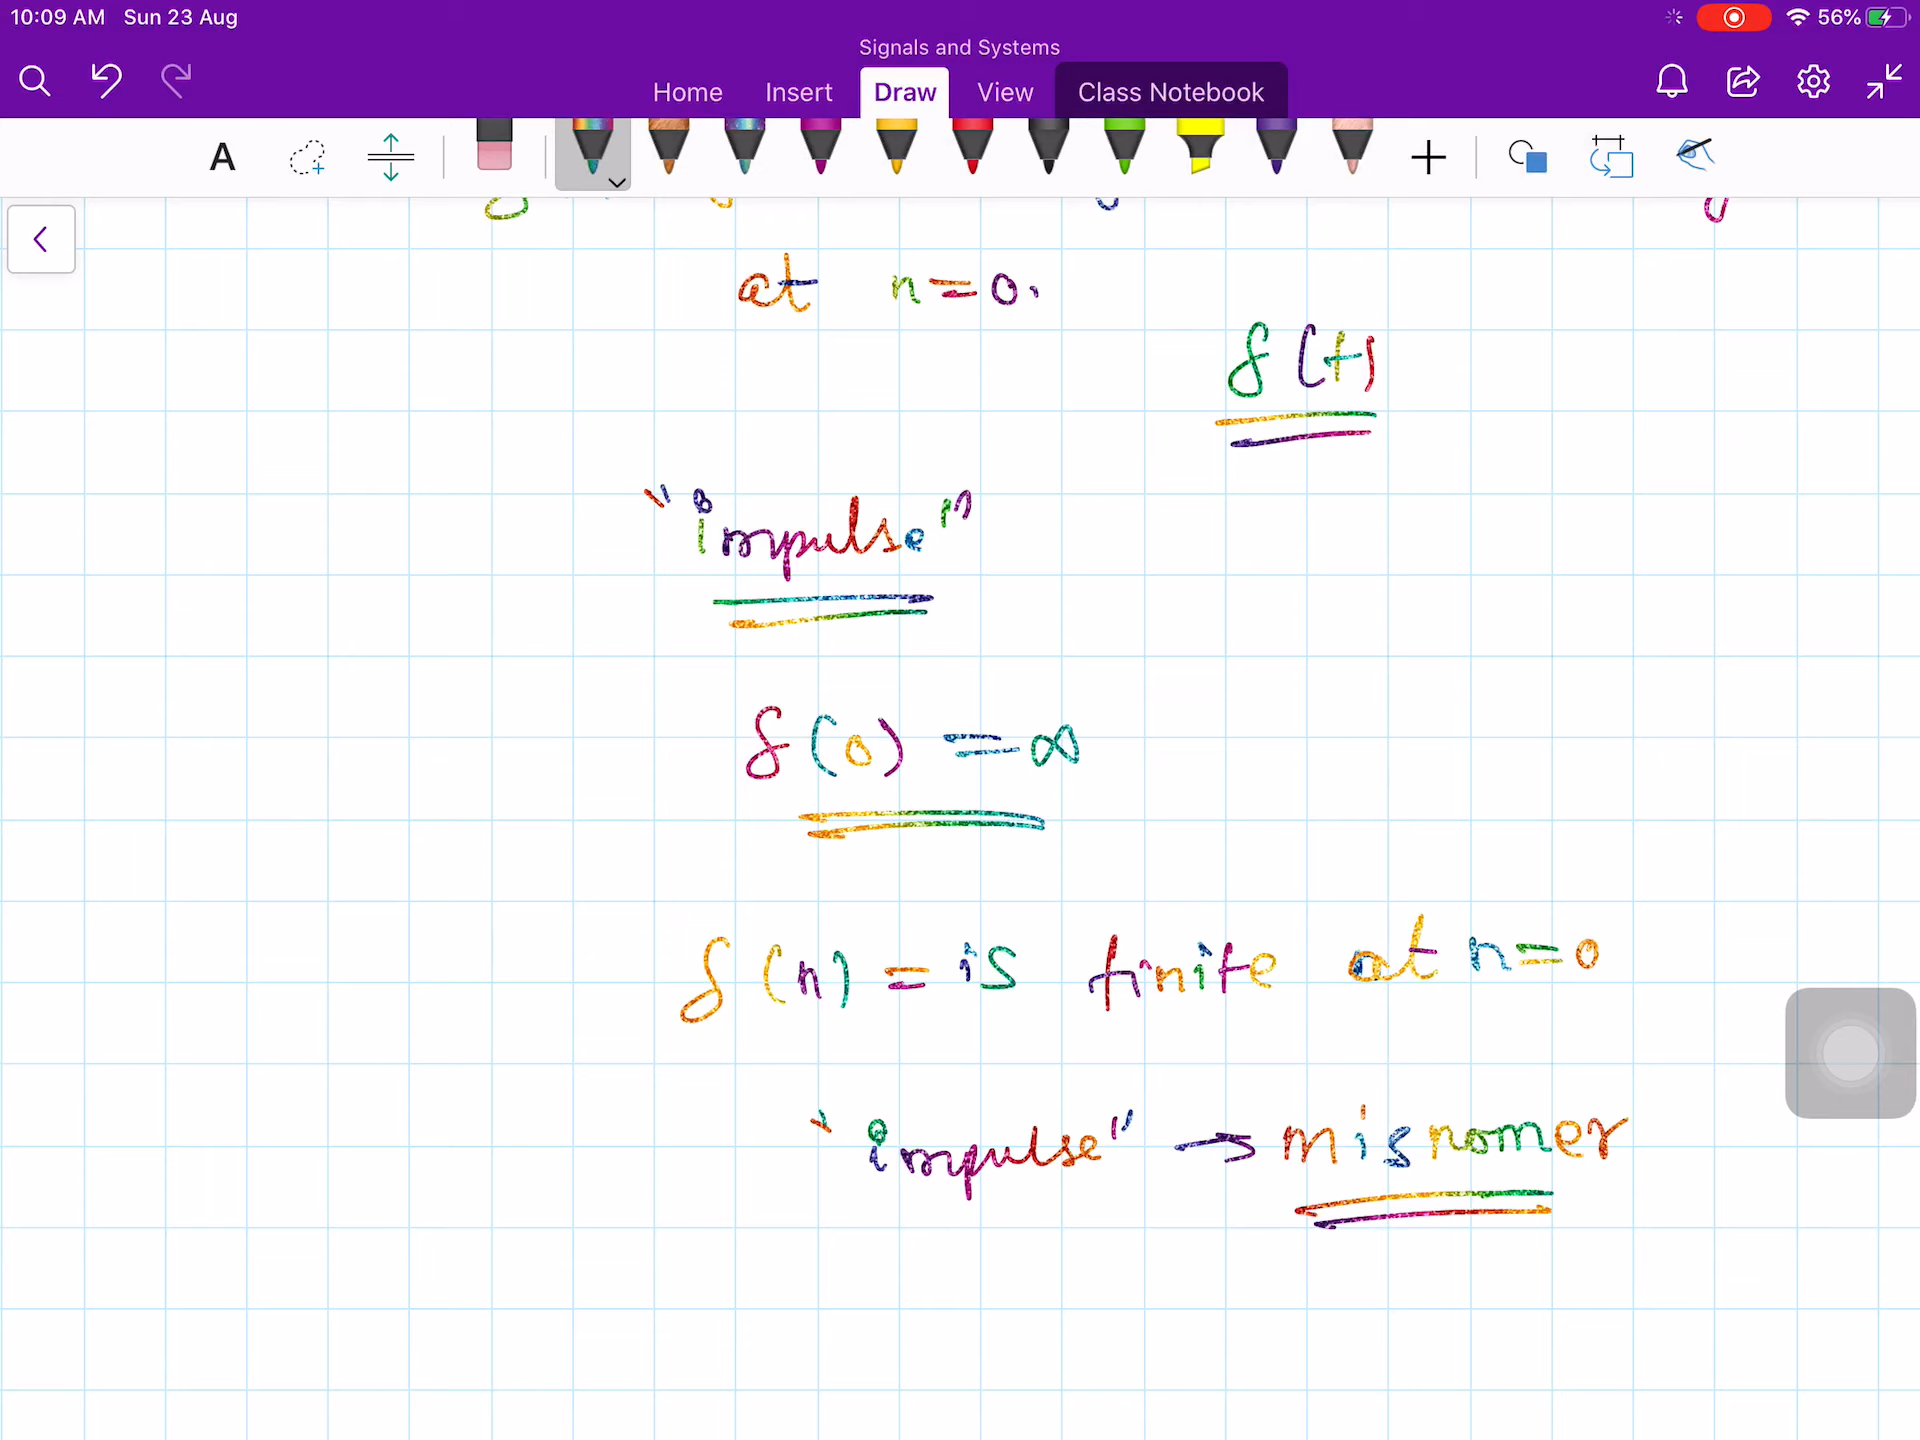 10:09 AM Sun 23 Aug
56%
Signals and Systems
Home Insert Draw View Class Notebook
A
at n=0.
δ(t)
"impulse"
δ(0) = ∞
δ(n) = is finite at n=0
"impulse" → misnomer